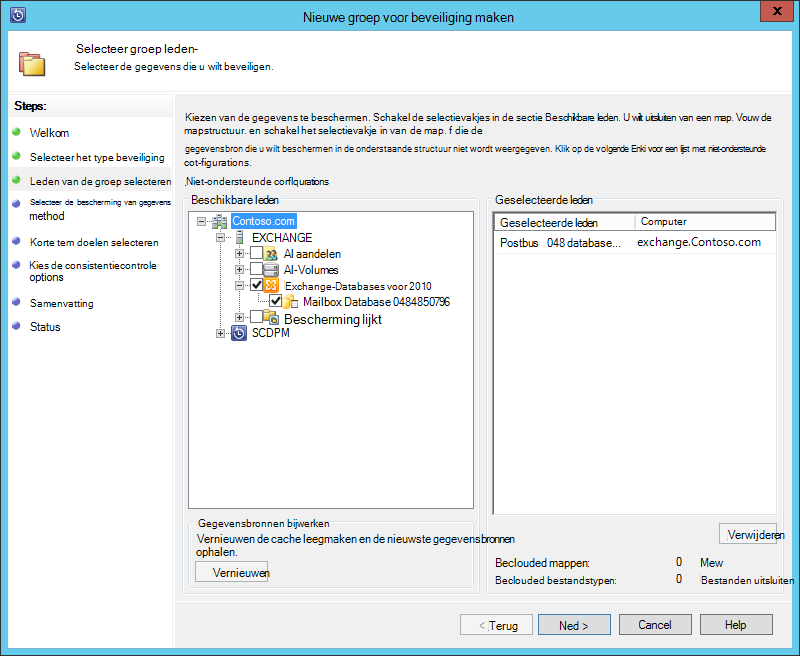 Nieuwe groep voor beveiliging maken
X
Selecteer groep leden-
Selecteer de gegevens die u wilt beveiligen.
Steps:
Welkom
Selecteer het type beveiliging
Leden van de groep selecteren
Selecteer de bescherming van gegevens
method
Korte tem doelen selecteren
Kies de consistentiecontrole
options
Samenvatting
Status
Kiezen van de gegevens te beschermen. Schakel de selectievakjes in de sectie Beschikbare leden. U wilt uitsluiten van een map. Vouw de
mapstructuur. en schakel het selectievakje in van de map. f die de
gegevensbron die u wilt beschermen in de onderstaande structuur niet wordt weergegeven. Klik op de volgende Enki voor een lijst met niet-ondersteunde
cot-figurations.
Niet-ondersteunde corflqurations
Beschikbare leden
Contoso.com
EXCHANGE
AI aandelen
AI-Volumes
Exchange-Databases voor 2010
Mailbox Database 0484850796
Bescherming lijkt
SCDPM
Gegevensbronnen bijwerken
Vernieuwen de cache leegmaken en de nieuwste gegevensbronnen
ophalen.
Vernieuwen
Geselecteerde leden
Geselecteerde leden Computer
Postbus 048 database... exchange.Contoso.com
Verwijderen
Beclouded mappen: 0 Mew
Beclouded bestandstypen: 0 Bestanden uitsluiten
< Terug Ned > Cancel Help